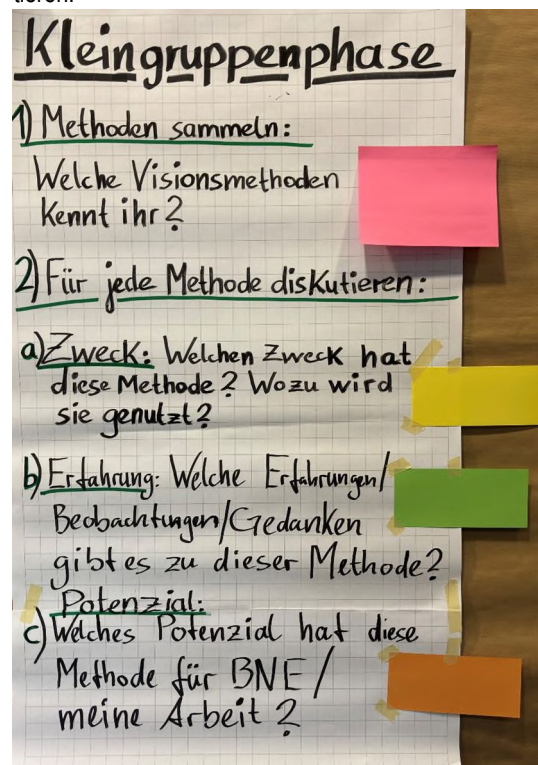 Kleingruppenphase
1) Methoden sammeln:
Welche Visionsmethoden
kennt ihr?
2) Für jede Methode diskutieren:
a) Zweck: Welchen Zweck hat
diese Methode? Wozu wird
sie genutzt?
b) Erfahrung: Welche Erfahrungen/
Beobachtungen/Gedanken
gibt es zu dieser Methode?
Potenzial:
c) Welches Potenzial hat diese
Methode für BNE/
meine Arbeit?